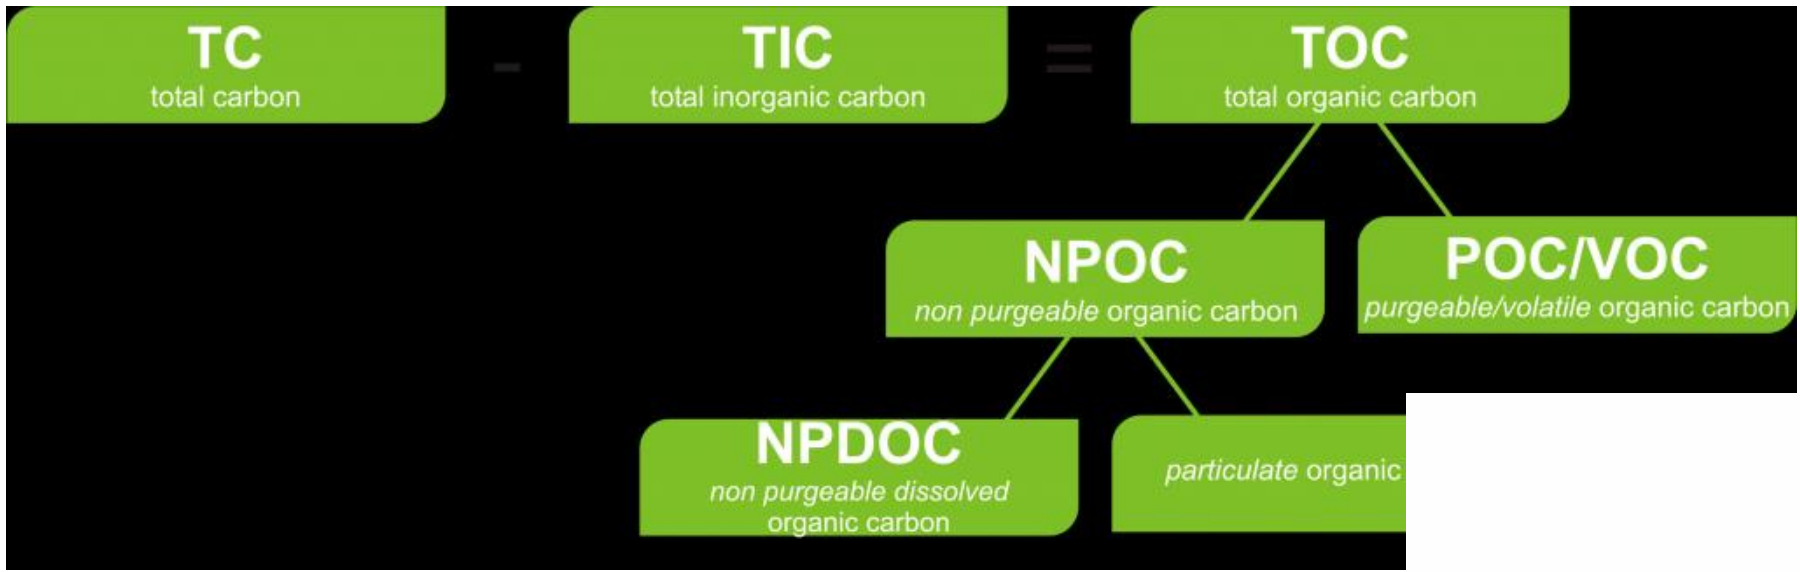 TC
total carbon
-
TIC
total inorganic carbon
=
TOC
total organic carbon
NPOC
non purgeable organic carbon
POC/VOC
purgeable/volatile organic carbon
NPDOC
non purgeable dissolved
organic carbon
particulate organic